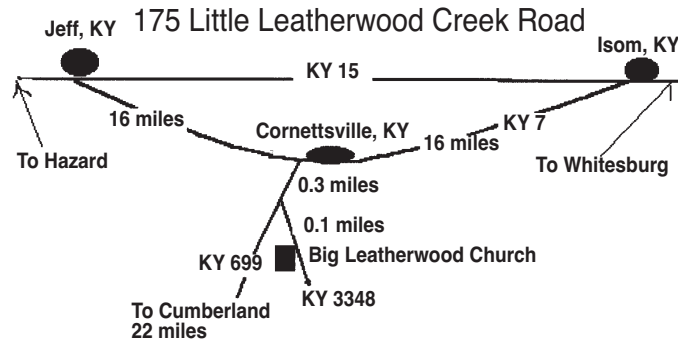 175 Little Leatherwood Creek Road
Jeff, KY
Isom, KY
KY 15
16 miles
KY 7
Cornettsville, KY
16 miles
To Hazard
To Whitesburg
0.3 miles
0.1 miles
Big Leatherwood Church
KY 699
KY 3348
To Cumberland
22 miles